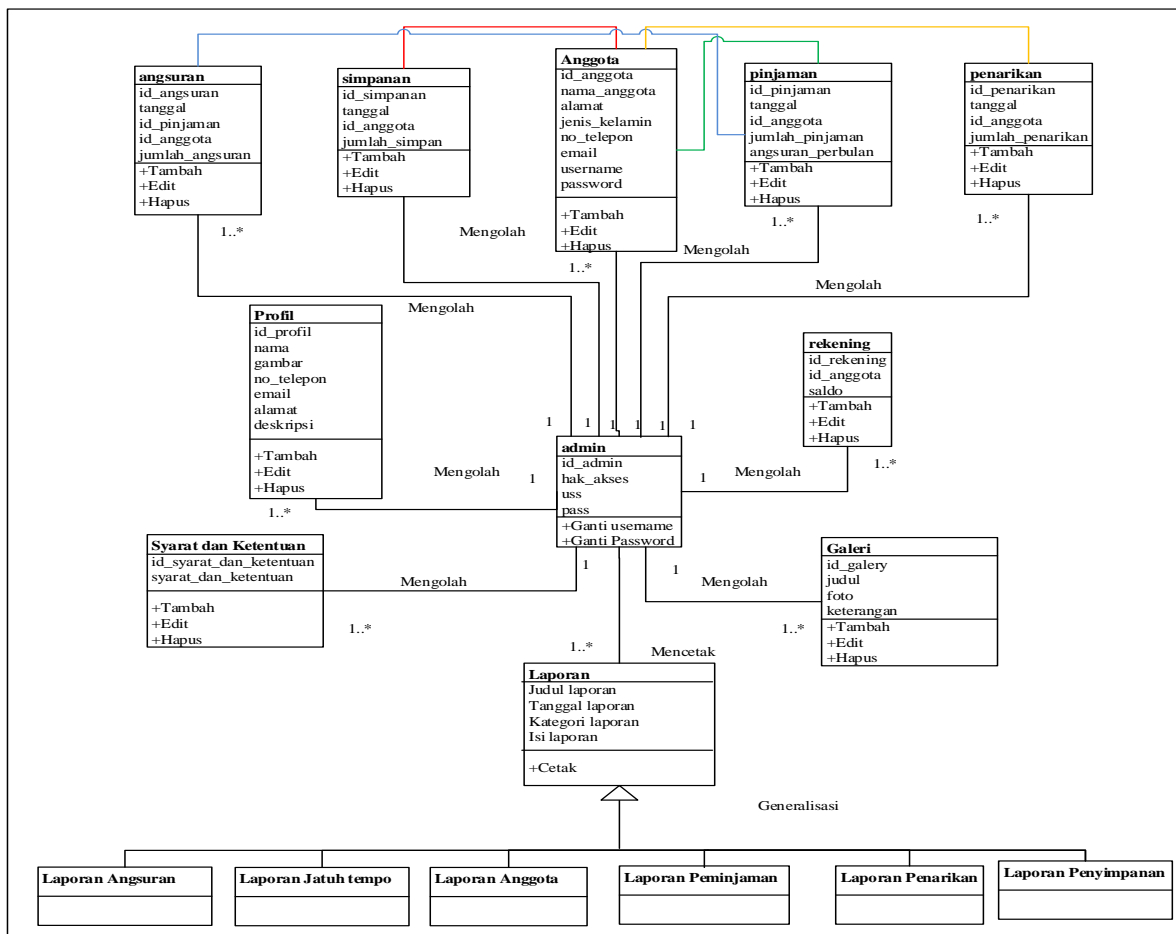 angsuran
id_angsuran
tanggal
id_pinjaman
id_anggota
jumlah_angsuran
+Tambah
+Edit
+Hapus
simpanan
id_simpanan
tanggal
id_anggota
jumlah_simpan
+Tambah
+Edit
+Hapus
Anggota
id_anggota
nama_anggota
alamat
jenis_kelamin
no_telepon
email
username
password
+Tambah
+Edit
+Hapus
pinjaman
id_pinjaman
tanggal
id_anggota
jumlah_pinjaman
angsuran_perbulan
+Tambah
+Edit
+Hapus
penarikan
id_penarikan
tanggal
id_anggota
jumlah_penarikan
+Tambah
+Edit
+Hapus
1..*
Mengolah
1..*
Mengolah
1..*
1..*
Mengolah
Mengolah
Profil
id_profil
nama
gambar
no_telepon
email
alamat
deskripsi
+Tambah
+Edit
+Hapus
1..*
Mengolah
1
rekening
id_rekening
id_anggota
saldo
+Tambah
+Edit
+Hapus
1..*
Mengolah
1
1
1
1
1
1
1
admin
id_admin
hak_akses
uss
pass
+Ganti username
+Ganti Password
Syarat dan Ketentuan
id_syarat_dan_ketentuan
syarat_dan_ketentuan
+Tambah
+Edit
+Hapus
Mengolah
1
1..*
1
Mengolah
1..*
Galeri
id_galery
judul
foto
keterangan
+Tambah
+Edit
+Hapus
1..*
Mencetak
Laporan
Judul laporan
Tanggal laporan
Kategori laporan
Isi laporan
+Cetak
Generalisasi
Laporan Angsuran
Laporan Jatuh tempo
Laporan Anggota
Laporan Peminjaman
Laporan Penarikan
Laporan Penyimpanan